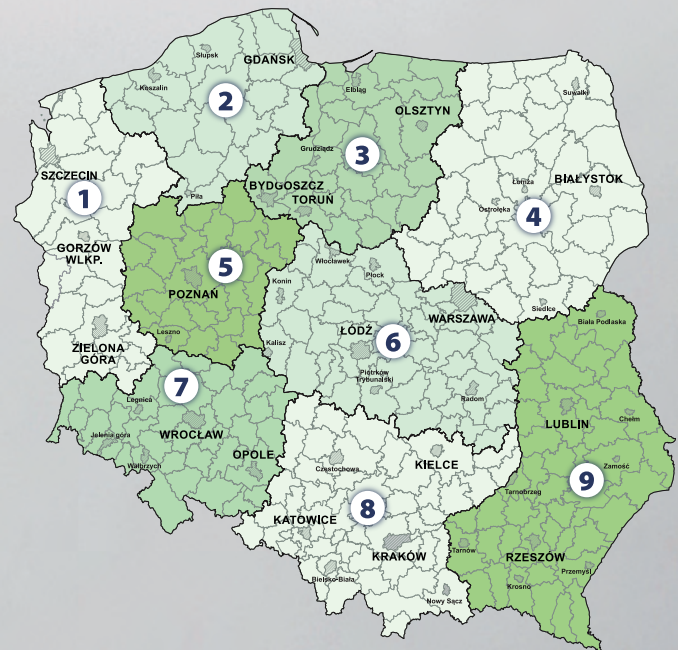 Słupsk
GDAŃSK
Koszalin
2
Elbląg
OLSZTYN
Suwałki
Grudziądz
3
SZCZECIN
1
Piła
BYDGOSZCZ
TORUŃ
Łomża
BIAŁYSTOK
Ostrołęka
4
GORZÓW
WLKP.
5
POZNAŃ
Włocławek
Płock
Konin
Siedlce
WARSZAWA
Biała Podlaska
Leszno
Kalisz
ŁÓDŹ
6
ZIELONA
GÓRA
Piotrków
Trybunalski
Radom
7
Legnica
WROCŁAW
Jelenia góra
Wałbrzych
OPOLE
LUBLIN
Chełm
Częstochowa
KIELCE
Zamość
9
Tarnobrzeg
8
KATOWICE
KRAKÓW
Tarnów
RZESZÓW
Przemyśl
Krosno
Bielsko-Biała
Nowy Sącz